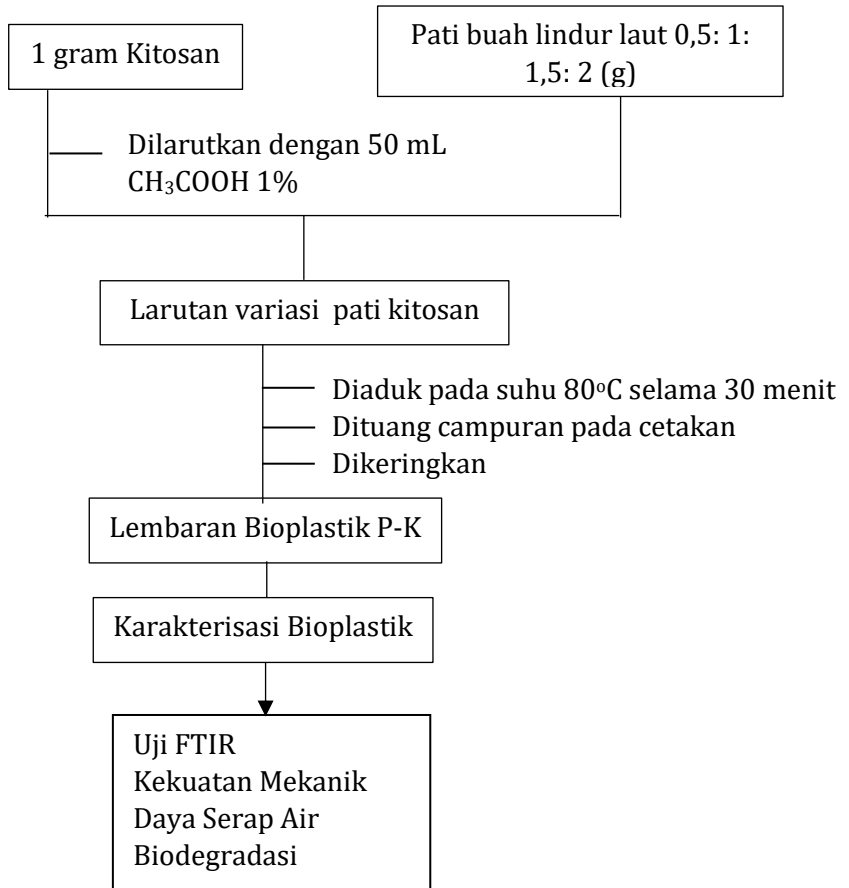 1 gram Kitosan
Pati buah lindur laut 0,5: 1:
1,5: 2 (g)
Dilarutkan dengan 50 mL
CH₃COOH 1%
Larutan variasi  pati kitosan
Diaduk pada suhu 80ᵒC selama 30 menit
Dituang campuran pada cetakan
Dikeringkan
Lembaran Bioplastik P-K
Karakterisasi Bioplastik
Uji FTIR
Kekuatan Mekanik
Daya Serap Air
Biodegradasi